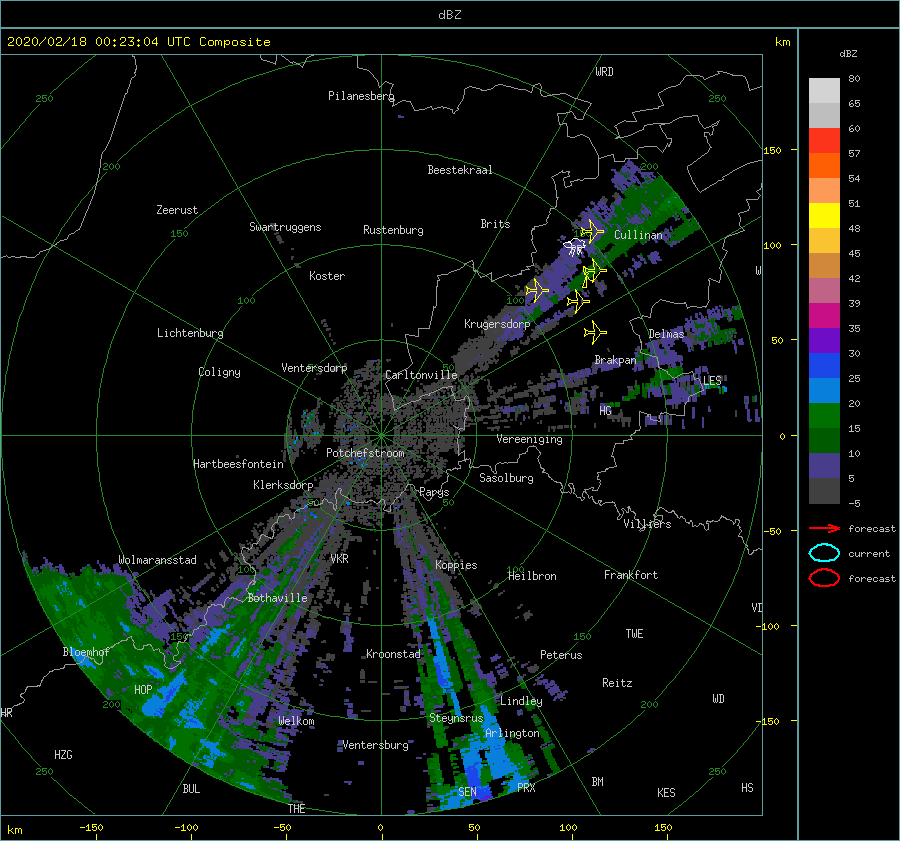 dBZ
2020/02/18 00:23:04 UTC Composite
km
dBZ
WRD
80
250
Pilanesberg
250
65
60
150
57
200
Beestekraal
200
54
Zeerust
51
Swartruggens
Brits
150
Rustenburg
Cullinan
48
100
45
Koster
W
42
100
100
39
Krugersdorp
35
Lichtenburg
Delmas
50
30
Ventersdorp
Brakpan
Coligny
Carltonville
LES
25
20
HG
15
Vereeniging
0
Potchefstroom
10
Hartbeesfontein
Sasolburg
5
Klerksdorp
Parys
50
50
-5
Villiers
forecast
-50
current
VKR
Wolmaransstad
Koppies
100
100
Heilbron
Frankfort
forecast
Bothaville
VD
-100
150
150
TWE
Bloemhof
Kroonstad
Peterus
HOP
Reitz
200
Lindley
200
WD
HR
Welkom
Steynsrus
-150
Arlington
Ventersburg
HZG
250
250
BUL
SEN
PRX
BM
KES
HS
THE
km
-150
-100
-50
0
50
100
150